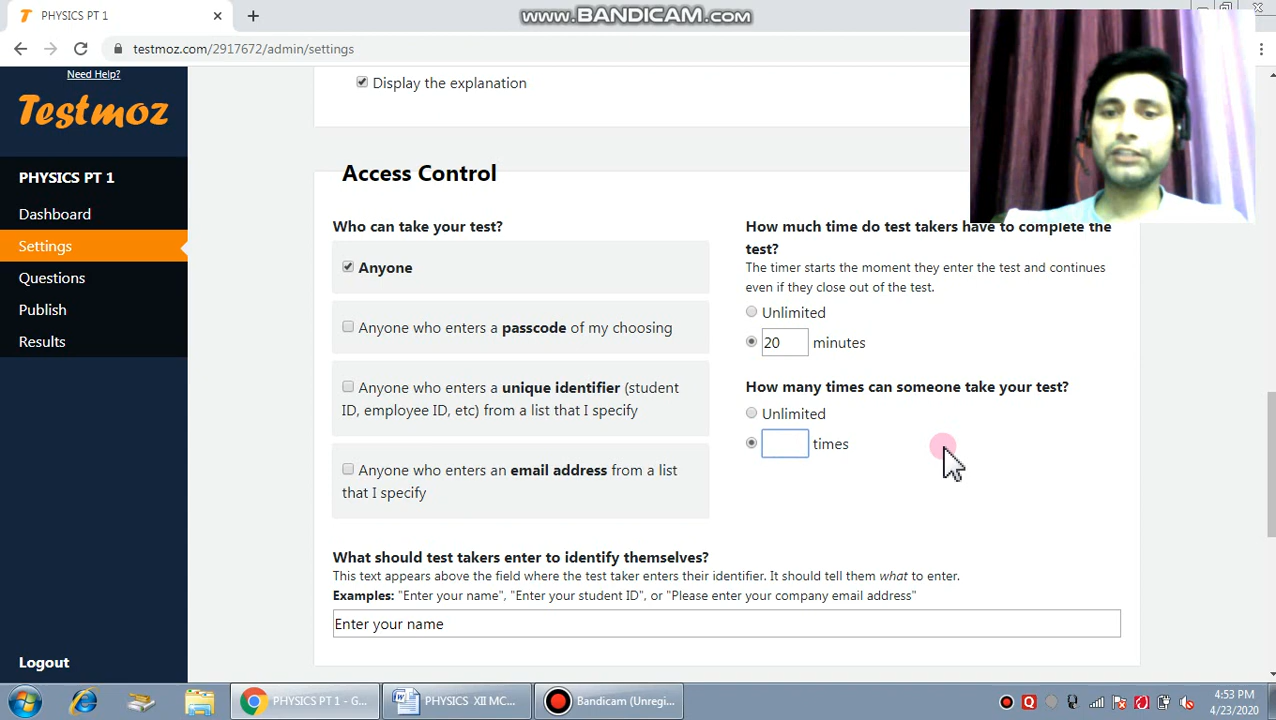 PHYSICS PT 1
www.BANDICAM.com
testmoz.com/2917672/admin/settings
Need Help?
Testmoz
PHYSICS PT 1
Dashboard
Settings
Questions
Publish
Results
Logout
Display the explanation
Access Control
Who can take your test?
Anyone
Anyone who enters a passcode of my choosing
Anyone who enters a unique identifier (student
ID, employee ID, etc) from a list that I specify
Anyone who enters an email address from a list
that I specify
How much time do test takers have to complete the
test?
The timer starts the moment they enter the test and continues
even if they close out of the test.
Unlimited
20 minutes
How many times can someone take your test?
Unlimited
times
What should test takers enter to identify themselves?
This text appears above the field where the test taker enters their identifier. It should tell them what to enter.
Examples: "Enter your name", "Enter your student ID", or "Please enter your company email address"
Enter your name
PHYSICS PT 1 - G...
PHYSICS XII MC...
Bandicam (Unregi...
4:53 PM
4/23/2020